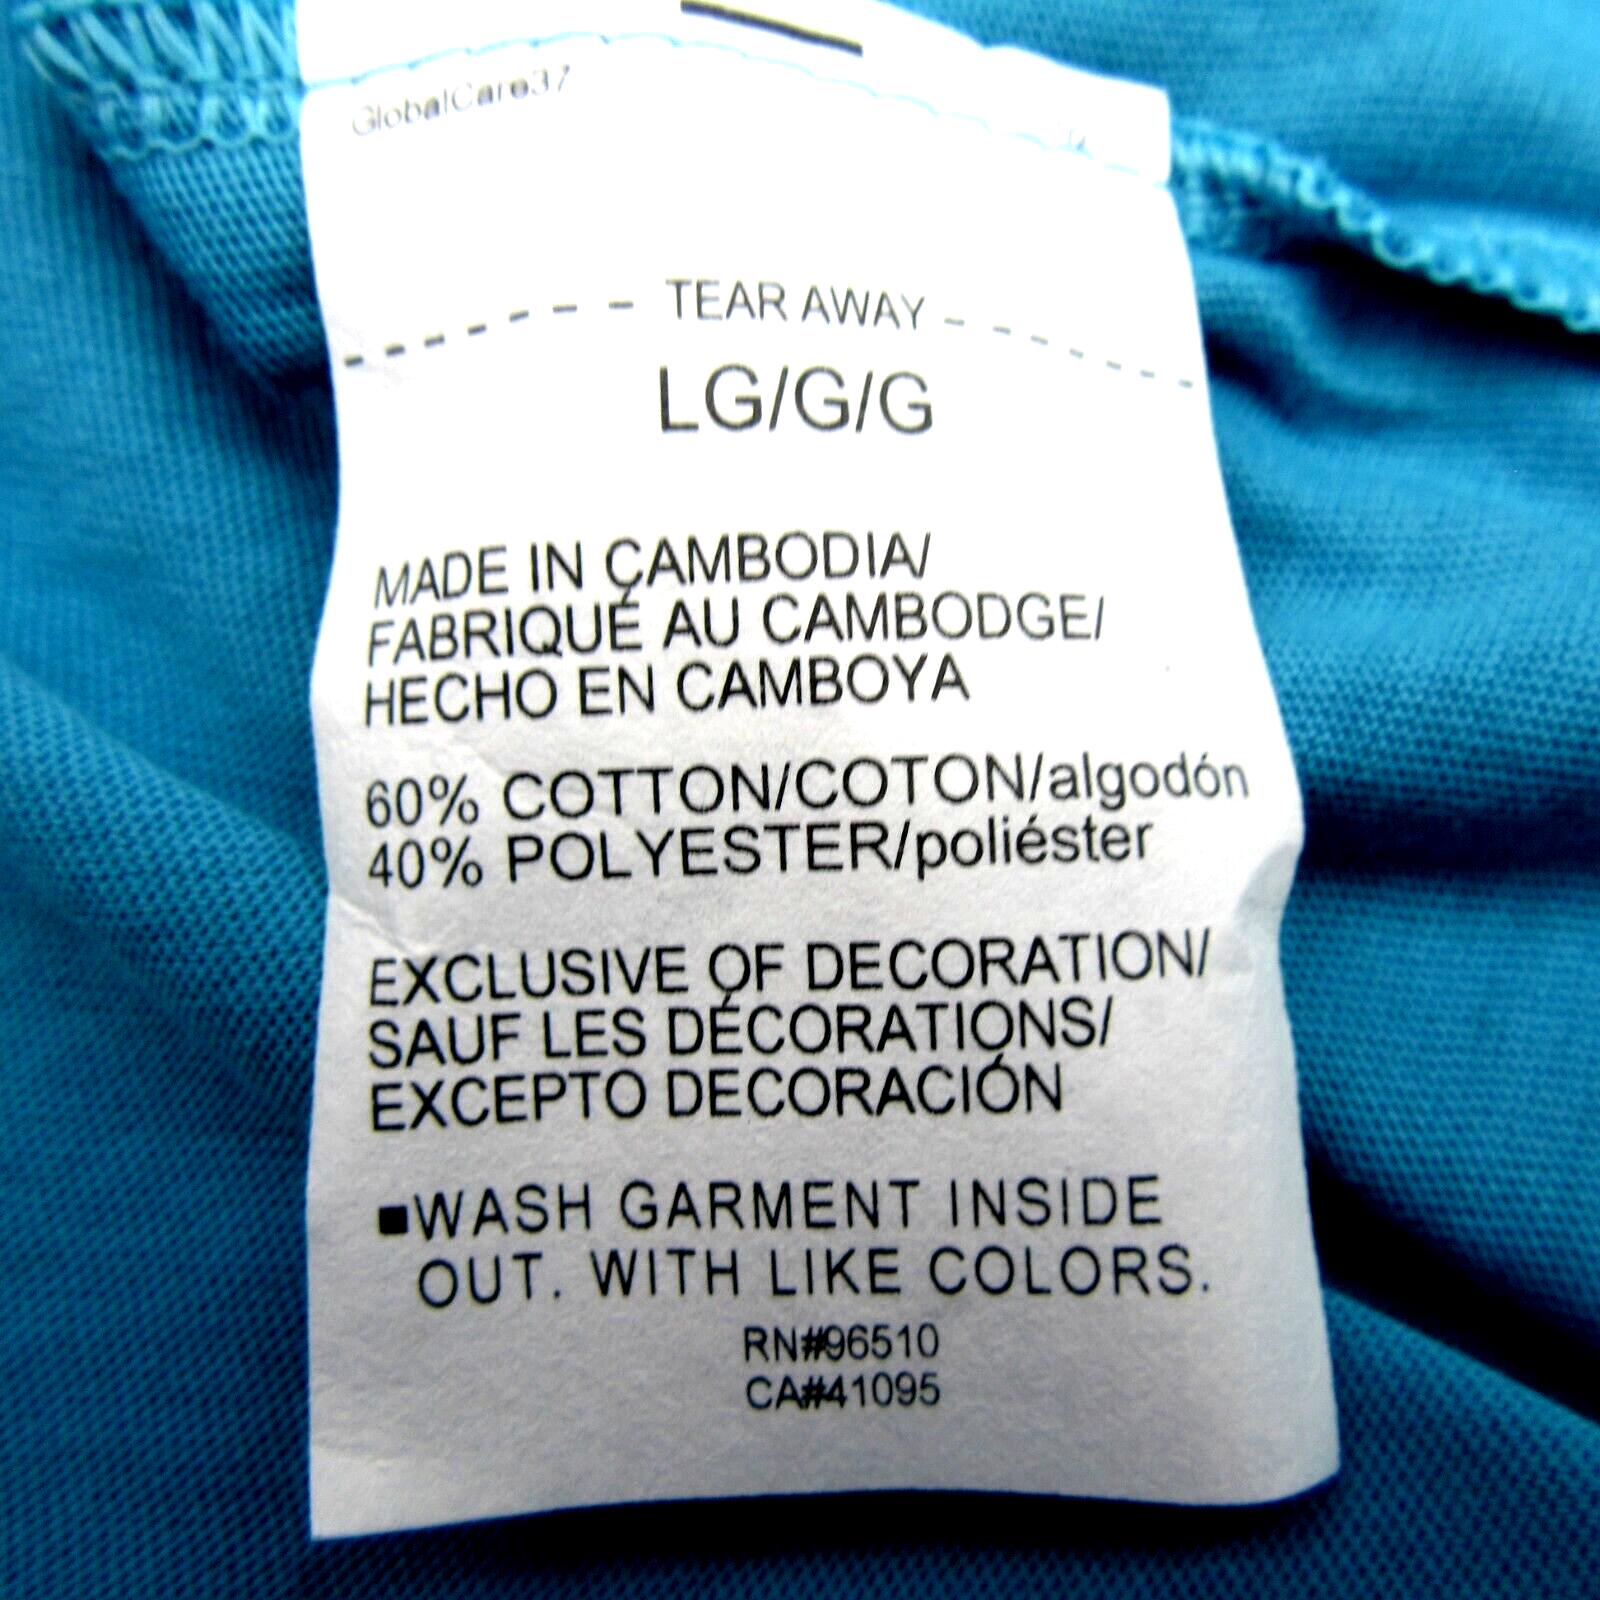 GlobalCare37
- - - - - - - TEAR AWAY - - - - - - -
LG/G/G
MADE IN CAMBODIA/
FABRIQUÉ AU CAMBODGE/
HECHO EN CAMBOYA
60% COTTON/COTON/algodón
40% POLYESTER/poliéster
EXCLUSIVE OF DECORATION/
SAUF LES DÉCORATIONS/
EXCEPTO DECORACIÓN
■WASH GARMENT INSIDE
OUT. WITH LIKE COLORS.
RN#96510
CA#41095